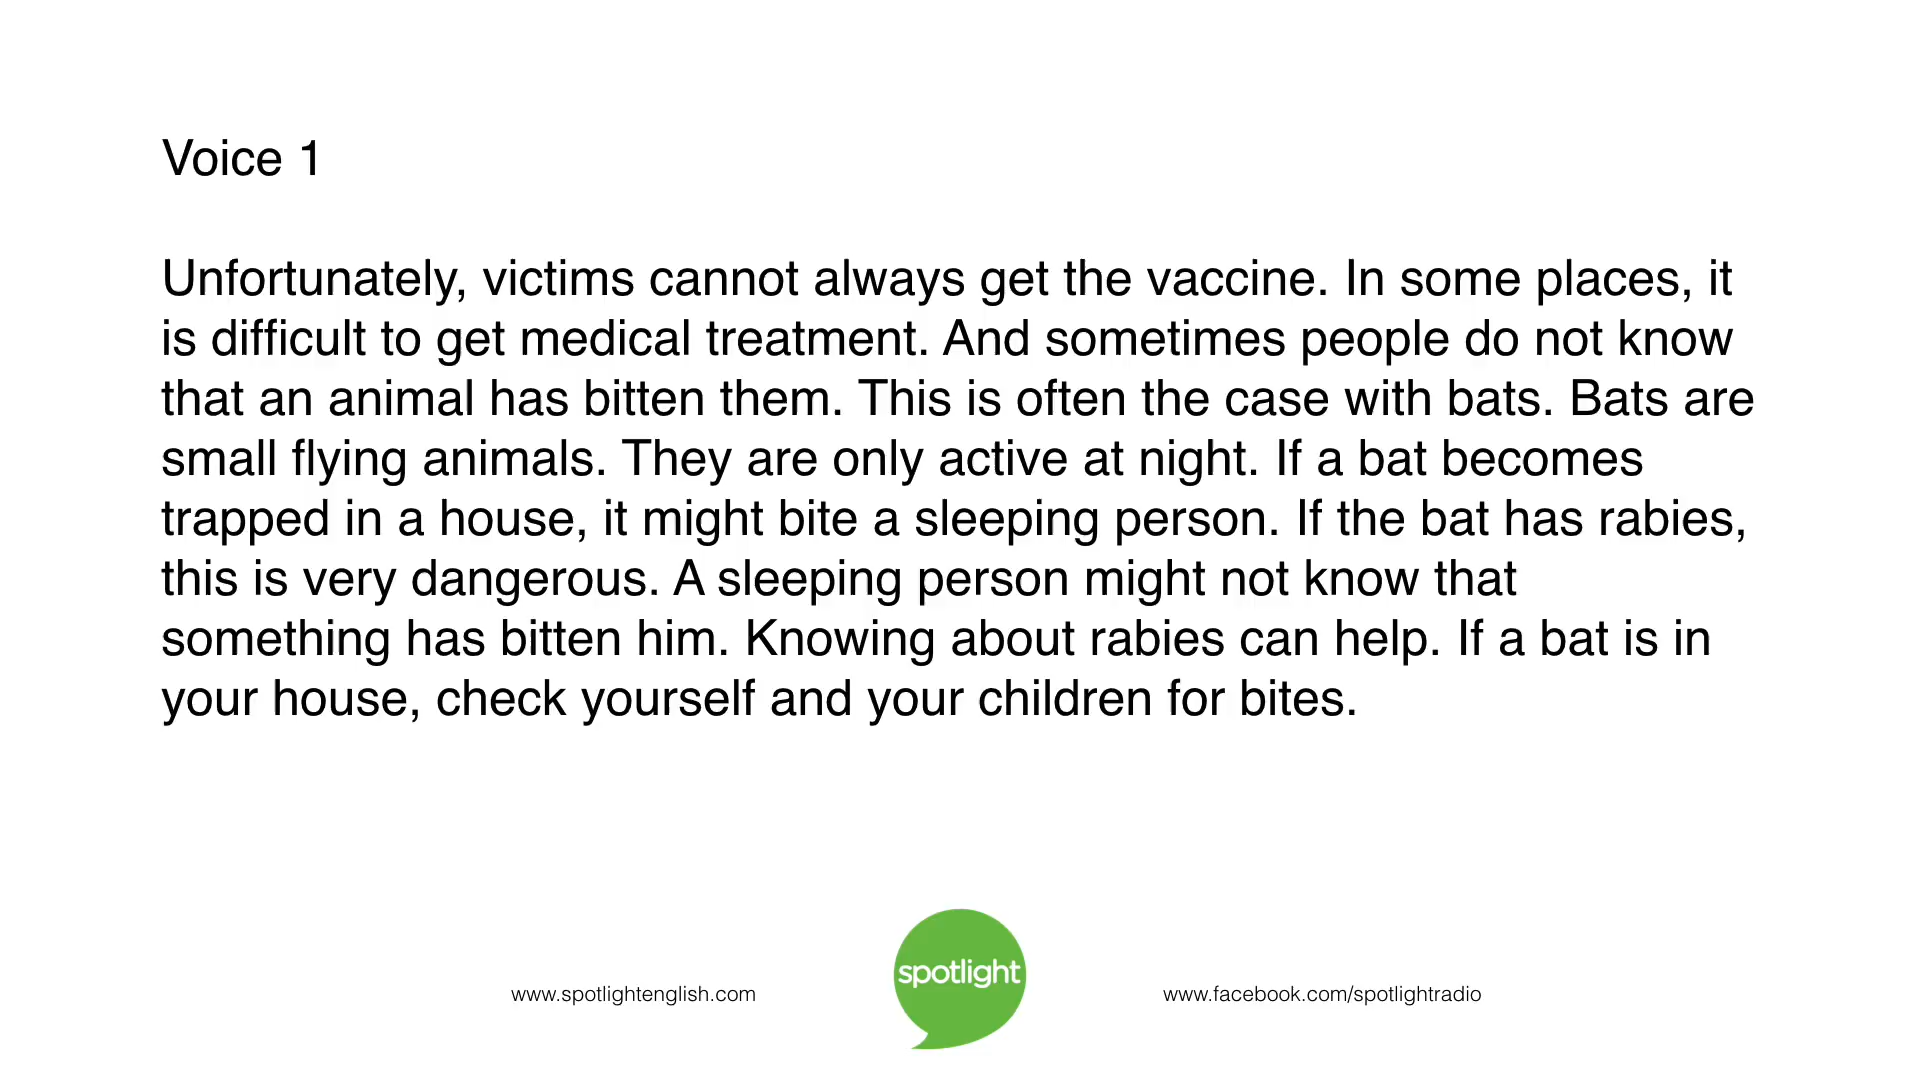 Voice 1
Unfortunately, victims cannot always get the vaccine. In some places, it
is difficult to get medical treatment. And sometimes people do not know
that an animal has bitten them. This is often the case with bats. Bats are
small flying animals. They are only active at night. If a bat becomes
trapped in a house, it might bite a sleeping person. If the bat has rabies,
this is very dangerous. A sleeping person might not know that
something has bitten him. Knowing about rabies can help. If a bat is in
your house, check yourself and your children for bites.
www.spotlightenglish.com
spotlight
www.facebook.com/spotlightradio